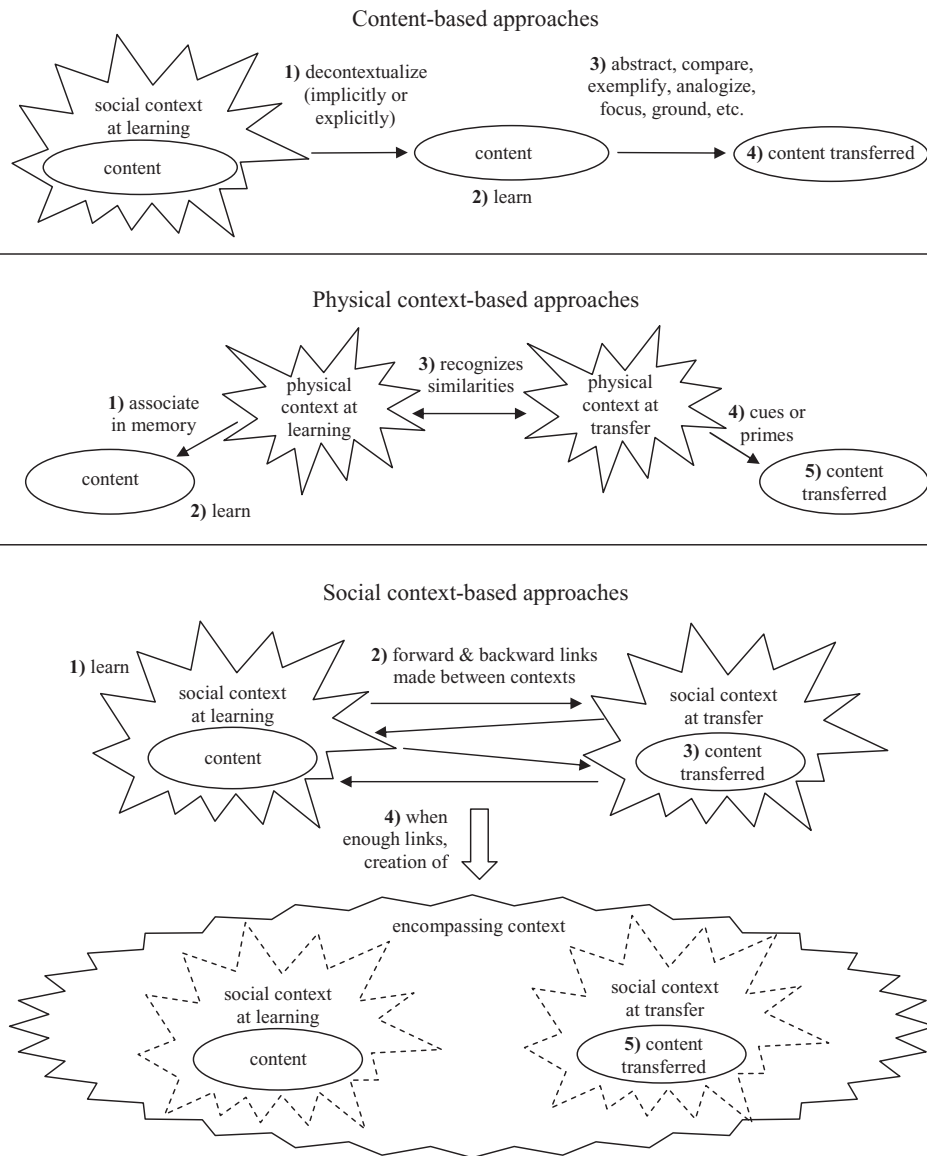 Content-based approaches
social context
at learning
content
1) decontextualize
(implicitly or
explicitly)
content
2) learn
3) abstract, compare,
exemplify, analogize,
focus, ground, etc.
4) content transferred
Physical context-based approaches
1) associate
in memory
content
2) learn
physical
context at
learning
3) recognizes
similarities
physical
context at
transfer
4) cues or
primes
5) content
transferred
Social context-based approaches
1) learn
social context
at learning
content
2) forward & backward links
made between contexts
social context
at transfer
3) content
transferred
4) when
enough links,
creation of
encompassing context
social context
at learning
content
social context
at transfer
5) content
transferred